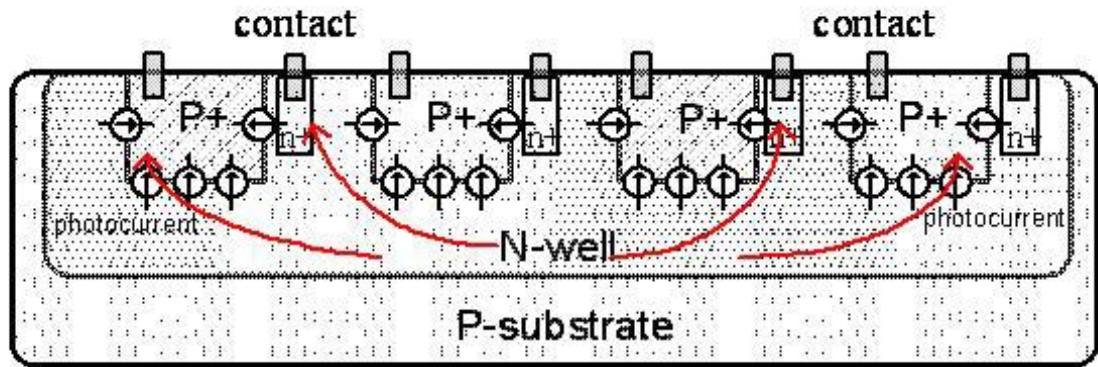 contact contact
P+ P+ P+ P+
n+ n+ n+ n+
photocurrent photocurrent
N-well
P-substrate